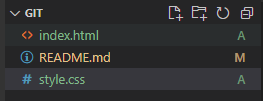 GIT
index.html A
README.md M
style.css A